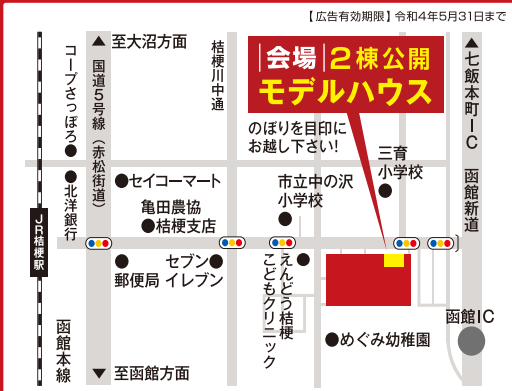 【広告有効期限】令和4年5月31日まで
▲至大沼方面
国道5号線(赤松街道)
コープさっぽろ●
●北洋銀行
桔梗川中通
会場 2棟公開
モデルハウス
のぼりを目印に
お越し下さい!
▲七飯本町IC
函館新道
三育
小学校
●セイコーマート
市立中の沢
小学校
亀田農協
●桔梗支店
JR桔梗駅
郵便局
セブン
イレブン
えんどう桔梗
こどもクリニック
●めぐみ幼稚園
函館IC
函館本線
▼至函館方面